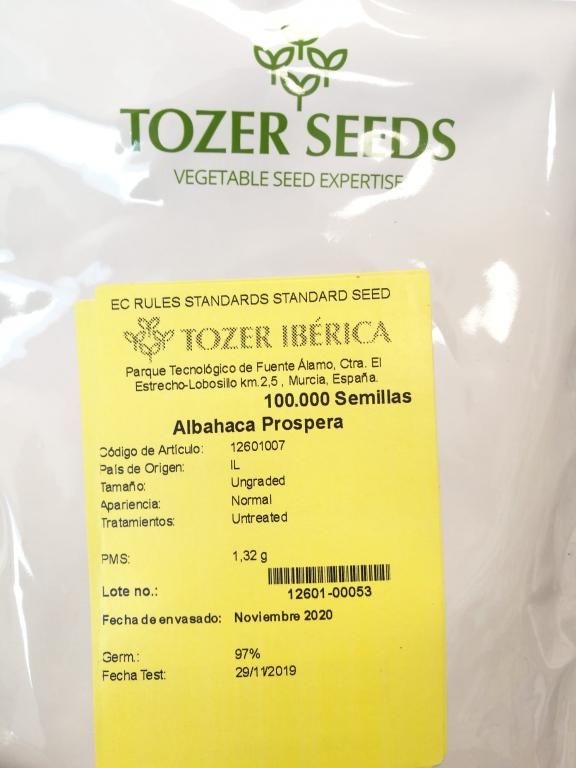 TOZER SEEDS
VEGETABLE SEED EXPERTISE
EC RULES STANDARDS STANDARD SEED
TOZER IBÉRICA
Parque Tecnológico de Fuente Álamo, Ctra. El
Estrecho-Lobosillo km.2,5 , Murcia, España.
100.000 Semillas
Albahaca Prospera
Código de Artículo: 12601007
País de Origen: IL
Tamaño: Ungraded
Apariencia: Normal
Tratamientos: Untreated
PMS: 1,32 g
Lote no.: 12601-00053
Fecha de envasado: Noviembre 2020
Germ.: 97%
Fecha Test: 29/11/2019